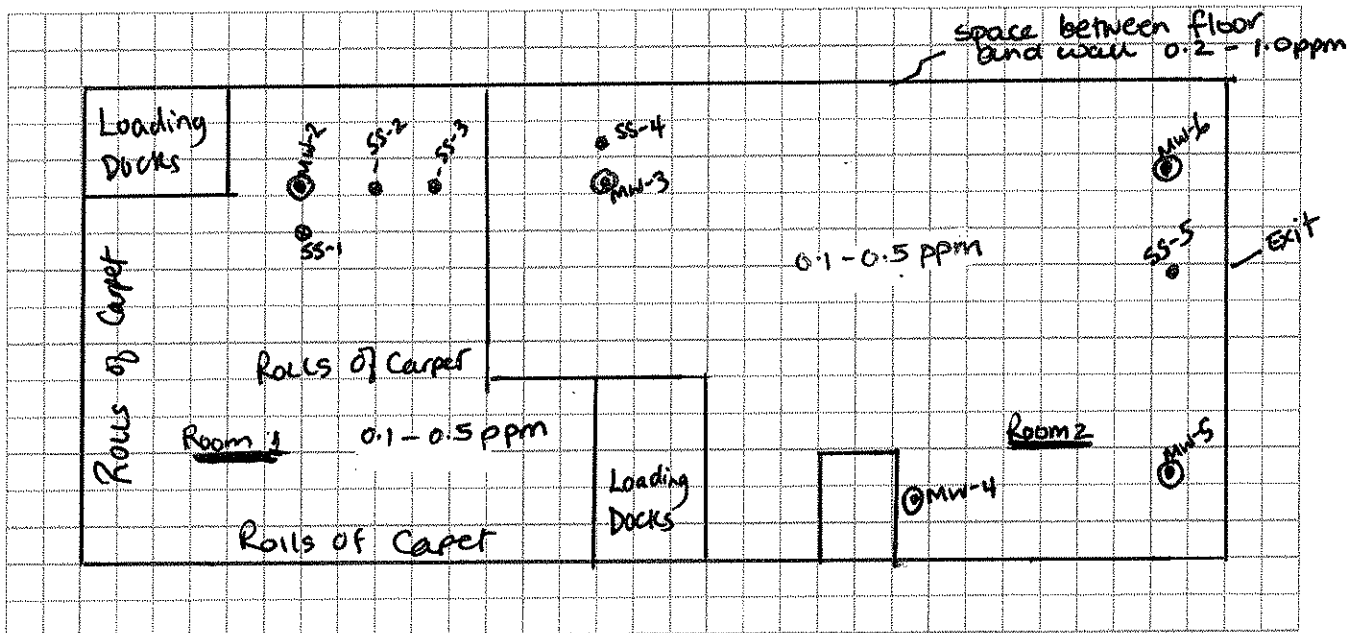 space between floor
and wall 0.2 - 1.0ppm
Loading
Docks
MW-2
SS-2
SS-3
SS-1
SS-4
MW-3
MW-6
SS-5
Exit
0.1 - 0.5 ppm
Rolls of Carpet
Rolls of Carpet
Room 1
0.1 - 0.5 ppm
Room 2
MW-5
Loading
Docks
MW-4
Rolls of Capet